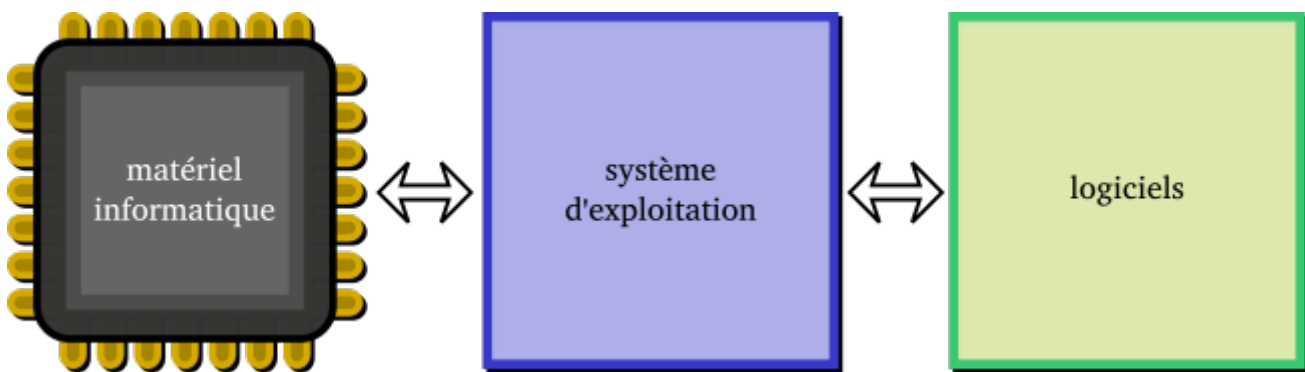 matériel
informatique
système
d'exploitation
logiciels